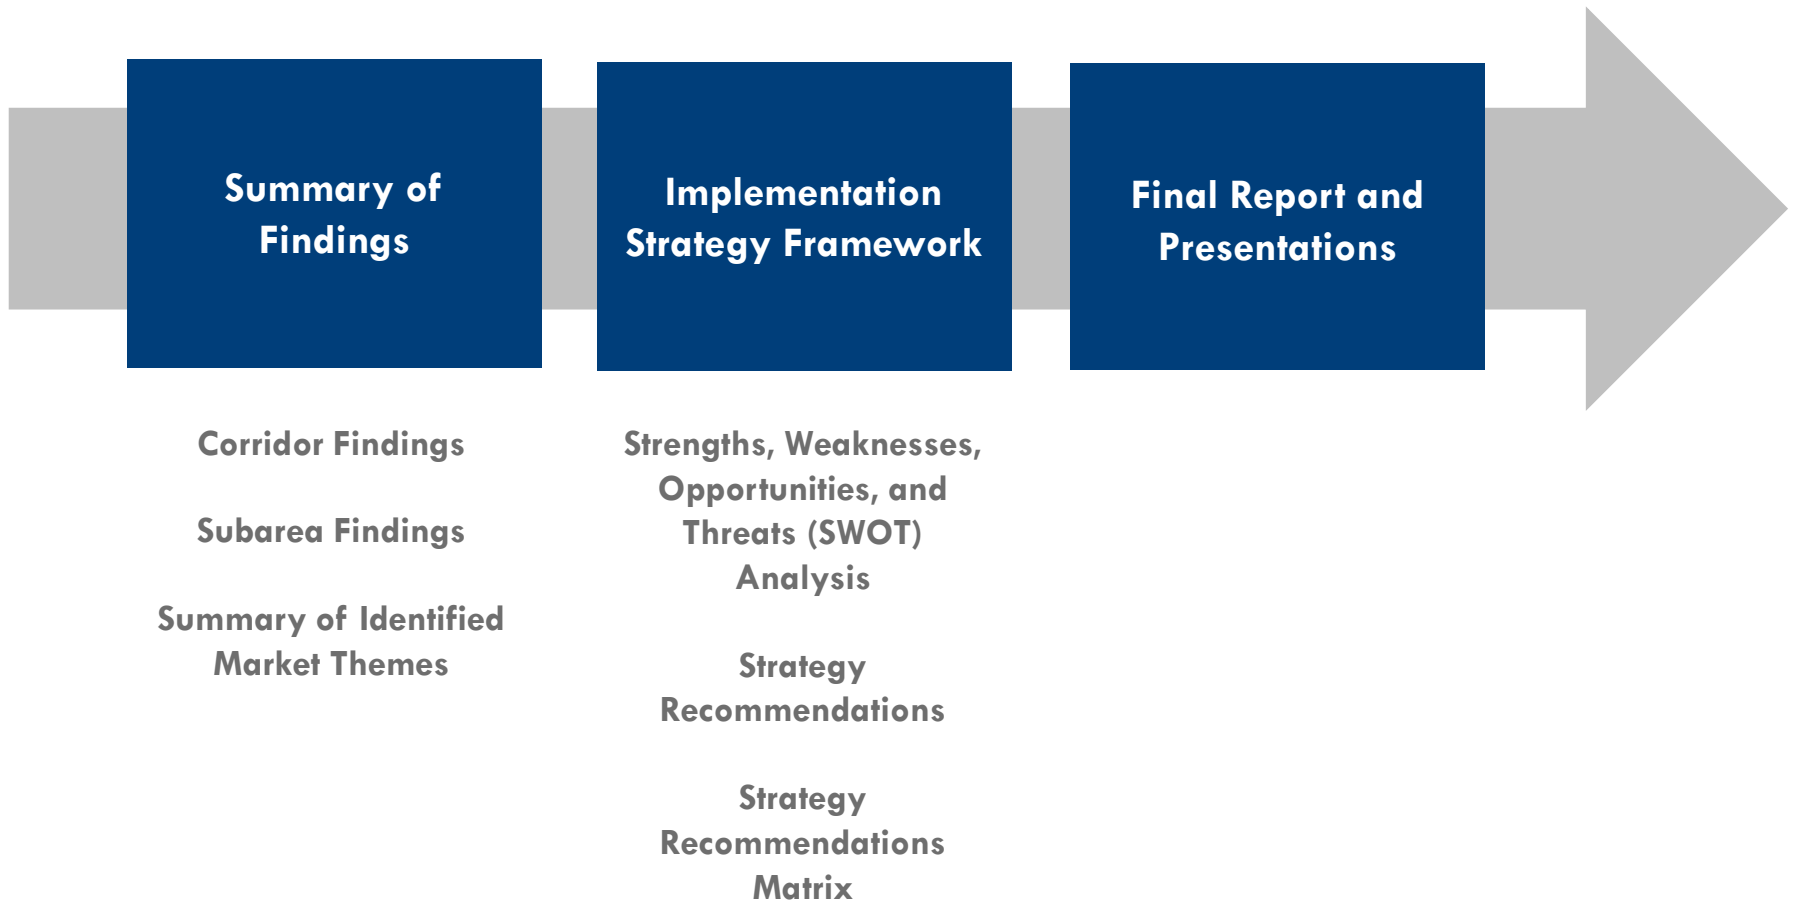 Summary of
Findings
Implementation
Strategy Framework
Final Report and
Presentations
Corridor Findings
Subarea Findings
Summary of Identified
Market Themes
Strengths, Weaknesses,
Opportunities, and
Threats (SWOT)
Analysis
Strategy
Recommendations
Strategy
Recommendations
Matrix